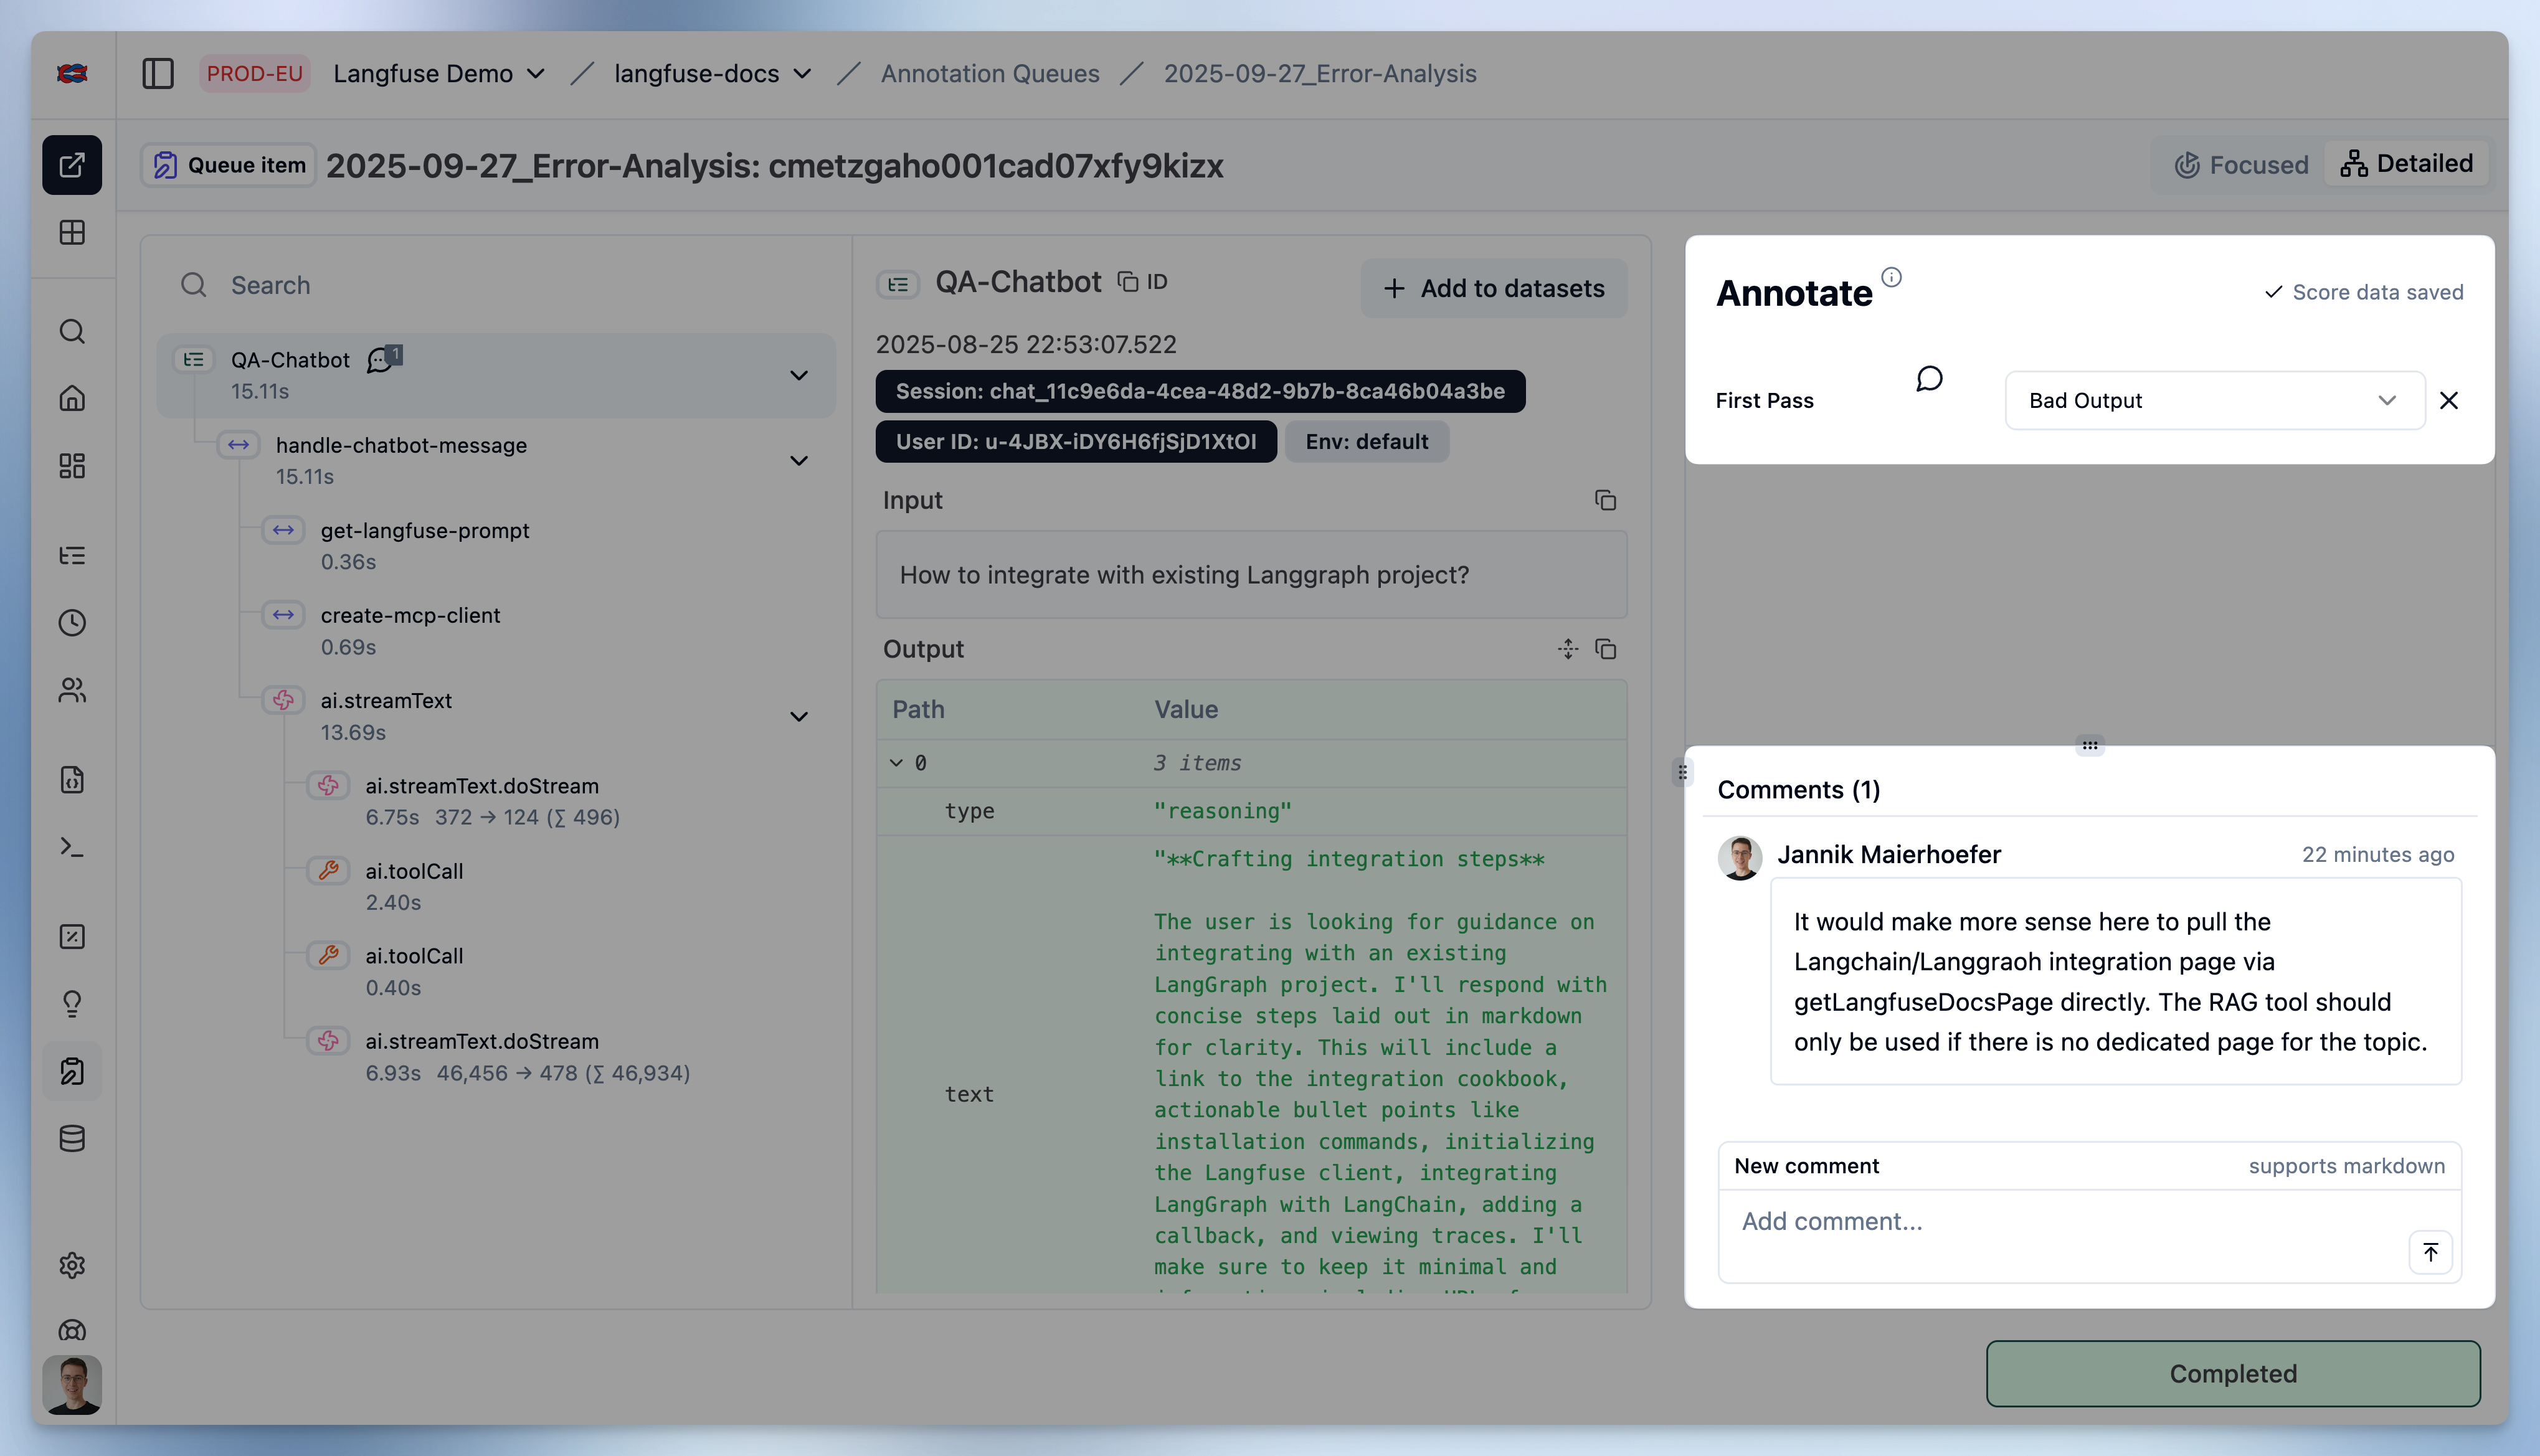 PROD-EU Langfuse Demo / langfuse-docs / Annotation Queues / 2025-09-27_Error-Analysis
Queue item 2025-09-27_Error-Analysis: cmetzgaho001cad07xfy9kizx
Focused Detailed
Search
QA-Chatbot 1
15.11s
handle-chatbot-message
15.11s
get-langfuse-prompt
0.36s
create-mcp-client
0.69s
ai.streamText
13.69s
ai.streamText.doStream
6.75s 372 → 124 (∑ 496)
ai.toolCall
2.40s
ai.toolCall
0.40s
ai.streamText.doStream
6.93s 46,456 → 478 (∑ 46,934)
QA-Chatbot ID
+ Add to datasets
2025-08-25 22:53:07.522
Session: chat_11c9e6da-4cea-48d2-9b7b-8ca46b04a3be
User ID: u-4JBX-iDY6H6fjSjD1XtOI Env: default
Input
How to integrate with existing Langgraph project?
Output
Path Value
0 3 items
type "reasoning"
text
"**Crafting integration steps**
The user is looking for guidance on
integrating with an existing
LangGraph project. I'll respond with
concise steps laid out in markdown
for clarity. This will include a
link to the integration cookbook,
actionable bullet points like
installation commands, initializing
the Langfuse client, integrating
LangGraph with LangChain, adding a
callback, and viewing traces. I'll
make sure to keep it minimal and
Annotate
Score data saved
First Pass
Bad Output
Comments (1)
Jannik Maierhoefer 22 minutes ago
It would make more sense here to pull the
Langchain/Langgraoh integration page via
getLangfuseDocsPage directly. The RAG tool should
only be used if there is no dedicated page for the topic.
New comment supports markdown
Add comment...
Completed